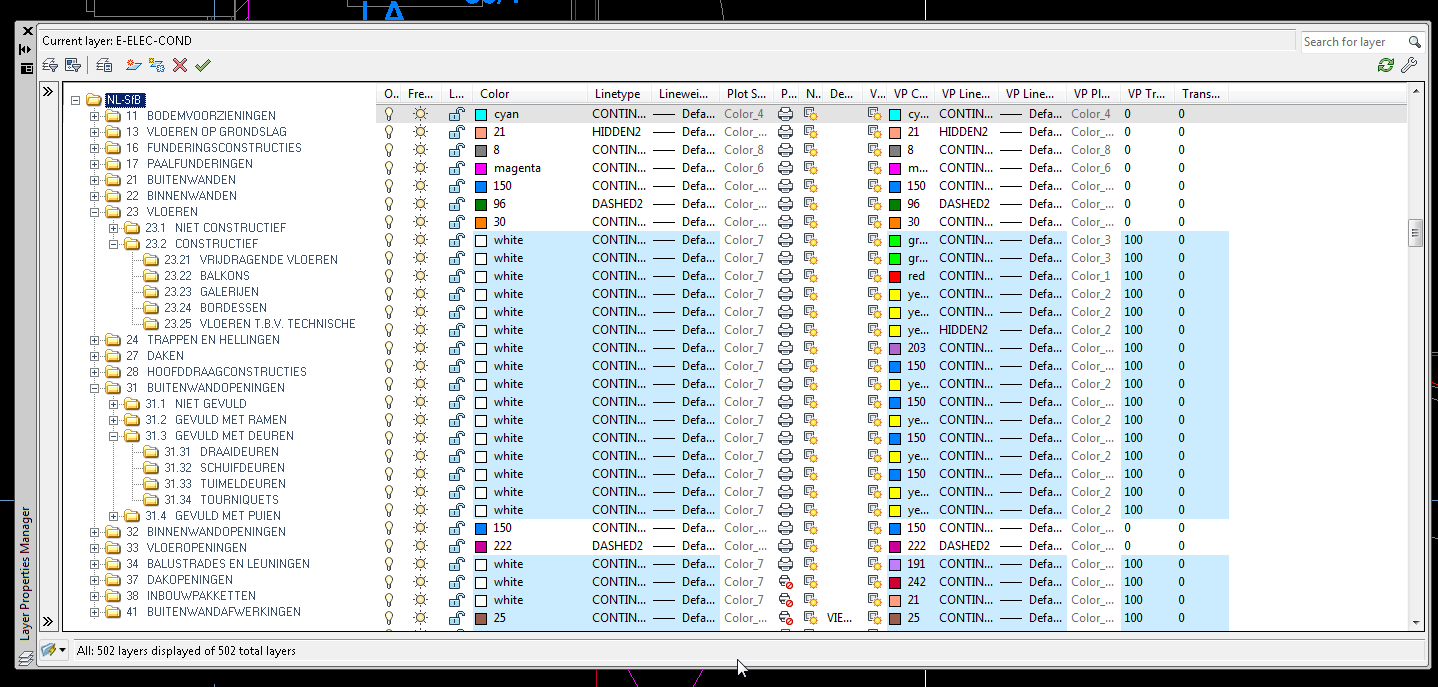 Current layer: E-ELEC-COND
Search for layer
NL-SfB
11 BODEMVOORZIENINGEN
13 VLOEREN OP GRONDSLAG
16 FUNDERINGSCONSTRUCTIES
17 PAALFUNDERINGEN
21 BUITENWANDEN
22 BINNENWANDEN
23 VLOEREN
23.1 NIET CONSTRUCTIEF
23.2 CONSTRUCTIEF
23.21 VRIJDRAGENDE VLOEREN
23.22 BALKONS
23.23 GALERIJEN
23.24 BORDESSEN
23.25 VLOEREN T.B.V. TECHNISCHE
24 TRAPPEN EN HELLINGEN
27 DAKEN
28 HOOFDDRAAGCONSTRUCTIES
31 BUITENWANDOPENINGEN
31.1 NIET GEVULD
31.2 GEVULD MET RAMEN
31.3 GEVULD MET DEUREN
31.31 DRAAIDEUREN
31.32 SCHUIFDEUREN
31.33 TUIMELDEUREN
31.34 TOURNIQUETS
31.4 GEVULD MET PUIEN
32 BINNENWANDOPENINGEN
33 VLOEROPENINGEN
34 BALUSTRADES EN LEUNINGEN
37 DAKOPENINGEN
38 INBOUWPAKKETTEN
41 BUITENWANDAFWERKINGEN
O.. Fre... L... Color Linetype Linewei... Plot S... P... N.. De... V... VP C... VP Line... VP Line... VP Pl... VP Tr... Trans...
cyan CONTIN... Defa... Color_4 cy... CONTIN... Defa... Color_4 0 0
21 HIDDEN2 Defa... Color_... 21 HIDDEN2 Defa... Color_... 0 0
8 CONTIN... Defa... Color_8 8 CONTIN... Defa... Color_8 0 0
magenta CONTIN... Defa... Color_6 m... CONTIN... Defa... Color_6 0 0
150 CONTIN... Defa... Color_... 150 CONTIN... Defa... Color_... 0 0
96 DASHED2 Defa... Color_... 96 DASHED2 Defa... Color_... 0 0
30 CONTIN... Defa... Color_... 30 CONTIN... Defa... Color_... 0 0
white CONTIN... Defa... Color_7 gr... CONTIN... Defa... Color_3 100 0
white CONTIN... Defa... Color_7 gr... CONTIN... Defa... Color_3 100 0
white CONTIN... Defa... Color_7 red CONTIN... Defa... Color_1 100 0
white CONTIN... Defa... Color_7 ye... CONTIN... Defa... Color_2 100 0
white CONTIN... Defa... Color_7 ye... CONTIN... Defa... Color_2 100 0
white CONTIN... Defa... Color_7 ye... HIDDEN2 Defa... Color_2 100 0
white CONTIN... Defa... Color_7 203 CONTIN... Defa... Color_... 100 0
white CONTIN... Defa... Color_7 150 CONTIN... Defa... Color_... 100 0
white CONTIN... Defa... Color_7 ye... CONTIN... Defa... Color_2 100 0
white CONTIN... Defa... Color_7 150 CONTIN... Defa... Color_... 100 0
white CONTIN... Defa... Color_7 ye... CONTIN... Defa... Color_2 100 0
white CONTIN... Defa... Color_7 150 CONTIN... Defa... Color_... 100 0
white CONTIN... Defa... Color_7 ye... CONTIN... Defa... Color_2 100 0
white CONTIN... Defa... Color_7 150 CONTIN... Defa... Color_... 100 0
white CONTIN... Defa... Color_7 ye... CONTIN... Defa... Color_2 100 0
white CONTIN... Defa... Color_7 ye... CONTIN... Defa... Color_2 100 0
150 CONTIN... Defa... Color_... 150 CONTIN... Defa... Color_... 0 0
222 DASHED2 Defa... Color_... 222 DASHED2 Defa... Color_... 0 0
white CONTIN... Defa... Color_7 191 CONTIN... Defa... Color_... 100 0
white CONTIN... Defa... Color_7 242 CONTIN... Defa... Color_... 100 0
white CONTIN... Defa... Color_7 21 CONTIN... Defa... Color_... 100 0
25 CONTIN... Defa... Color_... VIE... 25 CONTIN... Defa... Color_... 100 0
Layer Properties Manager
All: 502 layers displayed of 502 total layers